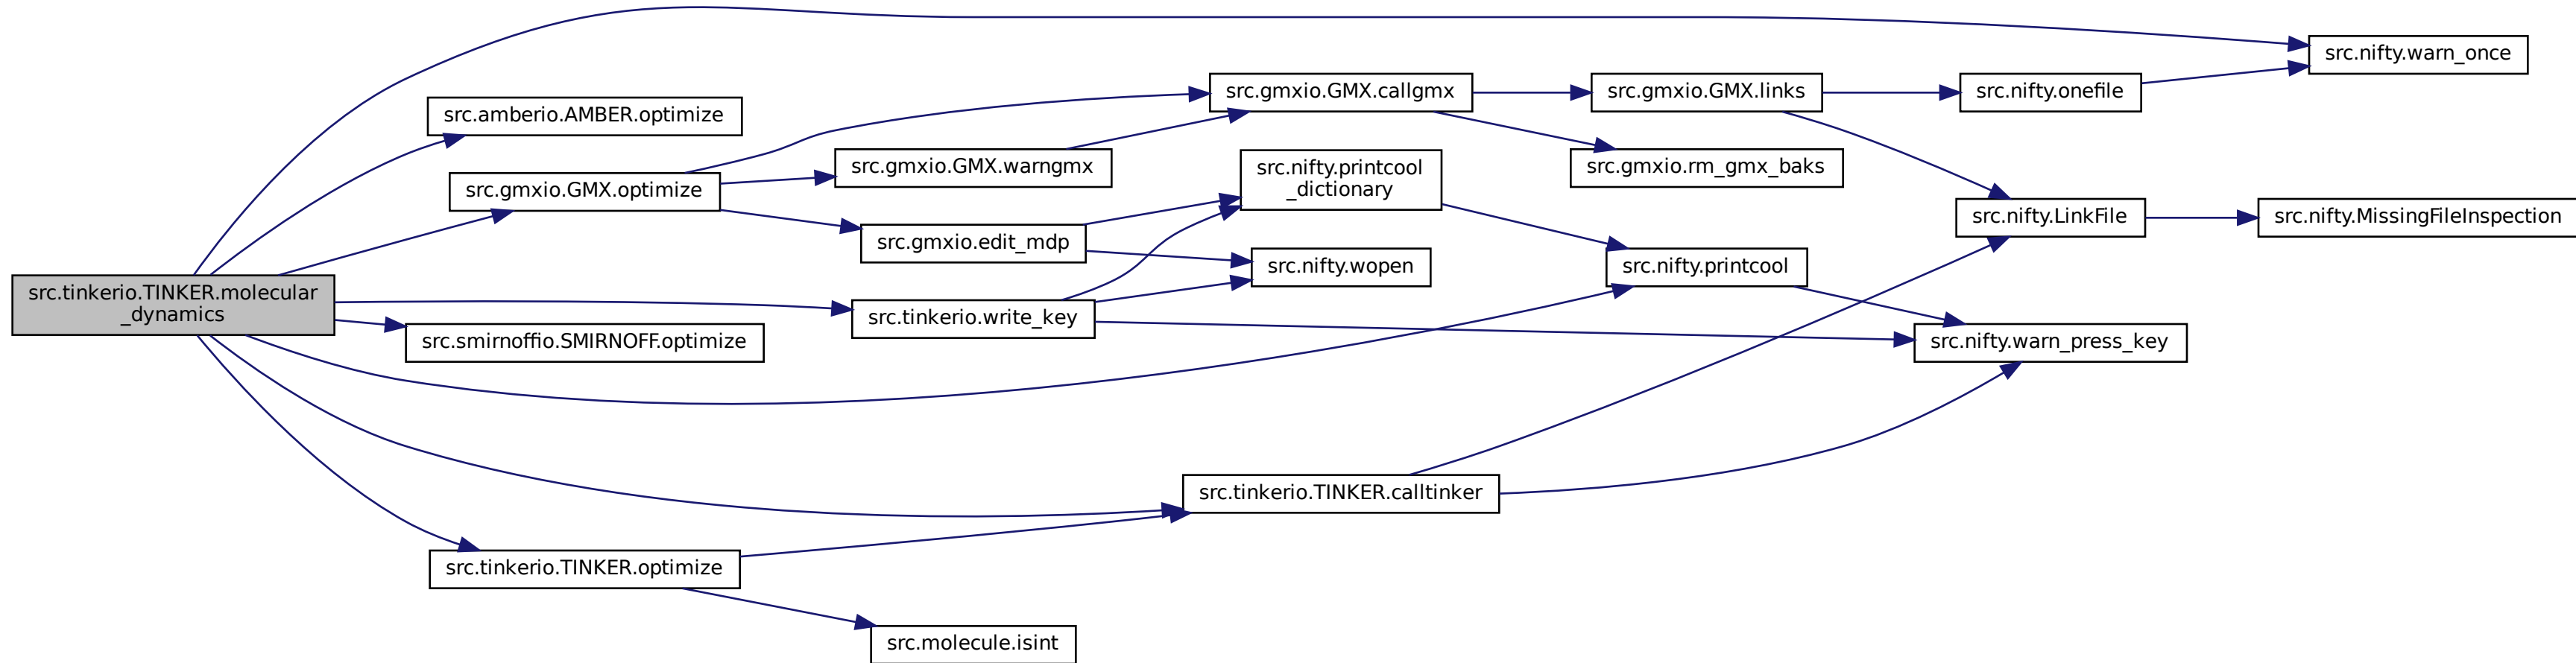 src.nifty.warn_once
src.gmxio.GMX.callgmx
src.gmxio.GMX.links
src.nifty.onefile
src.amberio.AMBER.optimize
src.gmxio.GMX.warngmx
src.nifty.printcool
_dictionary
src.gmxio.rm_gmx_baks
src.gmxio.GMX.optimize
src.nifty.LinkFile
src.nifty.MissingFileInspection
src.gmxio.edit_mdp
src.nifty.wopen
src.nifty.printcool
src.tinkerio.TINKER.molecular
_dynamics
src.tinkerio.write_key
src.smirnoffio.SMIRNOFF.optimize
src.nifty.warn_press_key
src.tinkerio.TINKER.calltinker
src.tinkerio.TINKER.optimize
src.molecule.isint